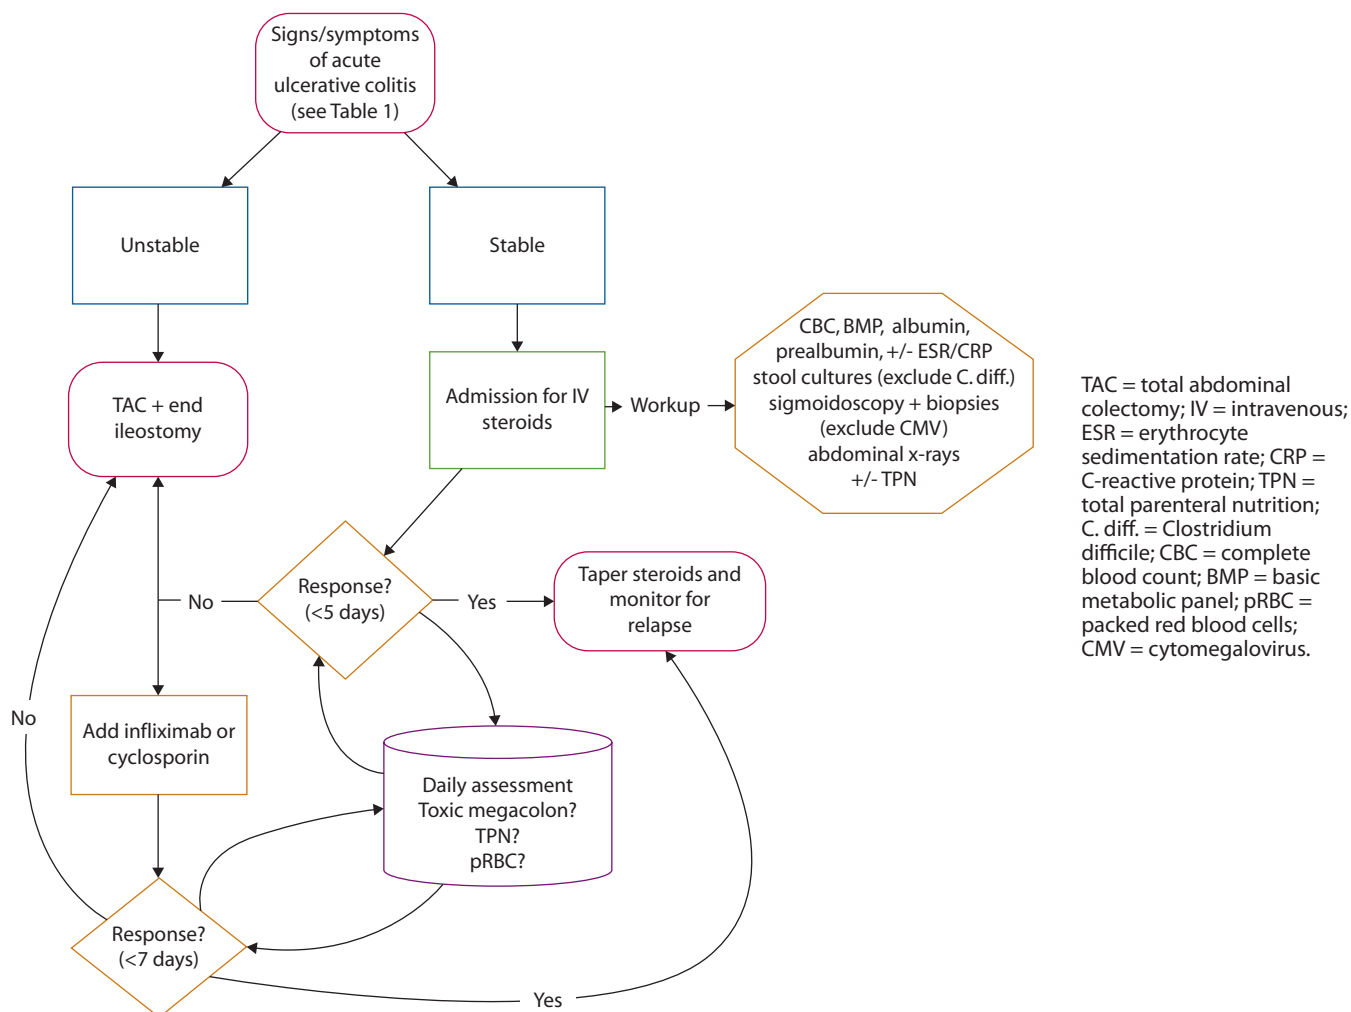 Signs/symptoms
of acute
ulcerative colitis
(see Table 1)
Unstable
Stable
TAC + end
ileostomy
Admission for IV
steroids
Workup
CBC, BMP, albumin,
prealbumin, +/- ESR/CRP
stool cultures (exclude C. diff.)
sigmoidoscopy + biopsies
(exclude CMV)
abdominal x-rays
+/- TPN
TAC = total abdominal
colectomy; IV = intravenous;
ESR = erythrocyte
sedimentation rate; CRP =
C-reactive protein; TPN =
total parenteral nutrition;
C. diff. = Clostridium
difficile; CBC = complete
blood count; BMP = basic
metabolic panel; pRBC =
packed red blood cells;
CMV = cytomegalovirus.
Response?
(<5 days)
No
Yes
Taper steroids and
monitor for
relapse
No
Add infliximab or
cyclosporin
Daily assessment
Toxic megacolon?
TPN?
pRBC?
Response?
(<7 days)
Yes